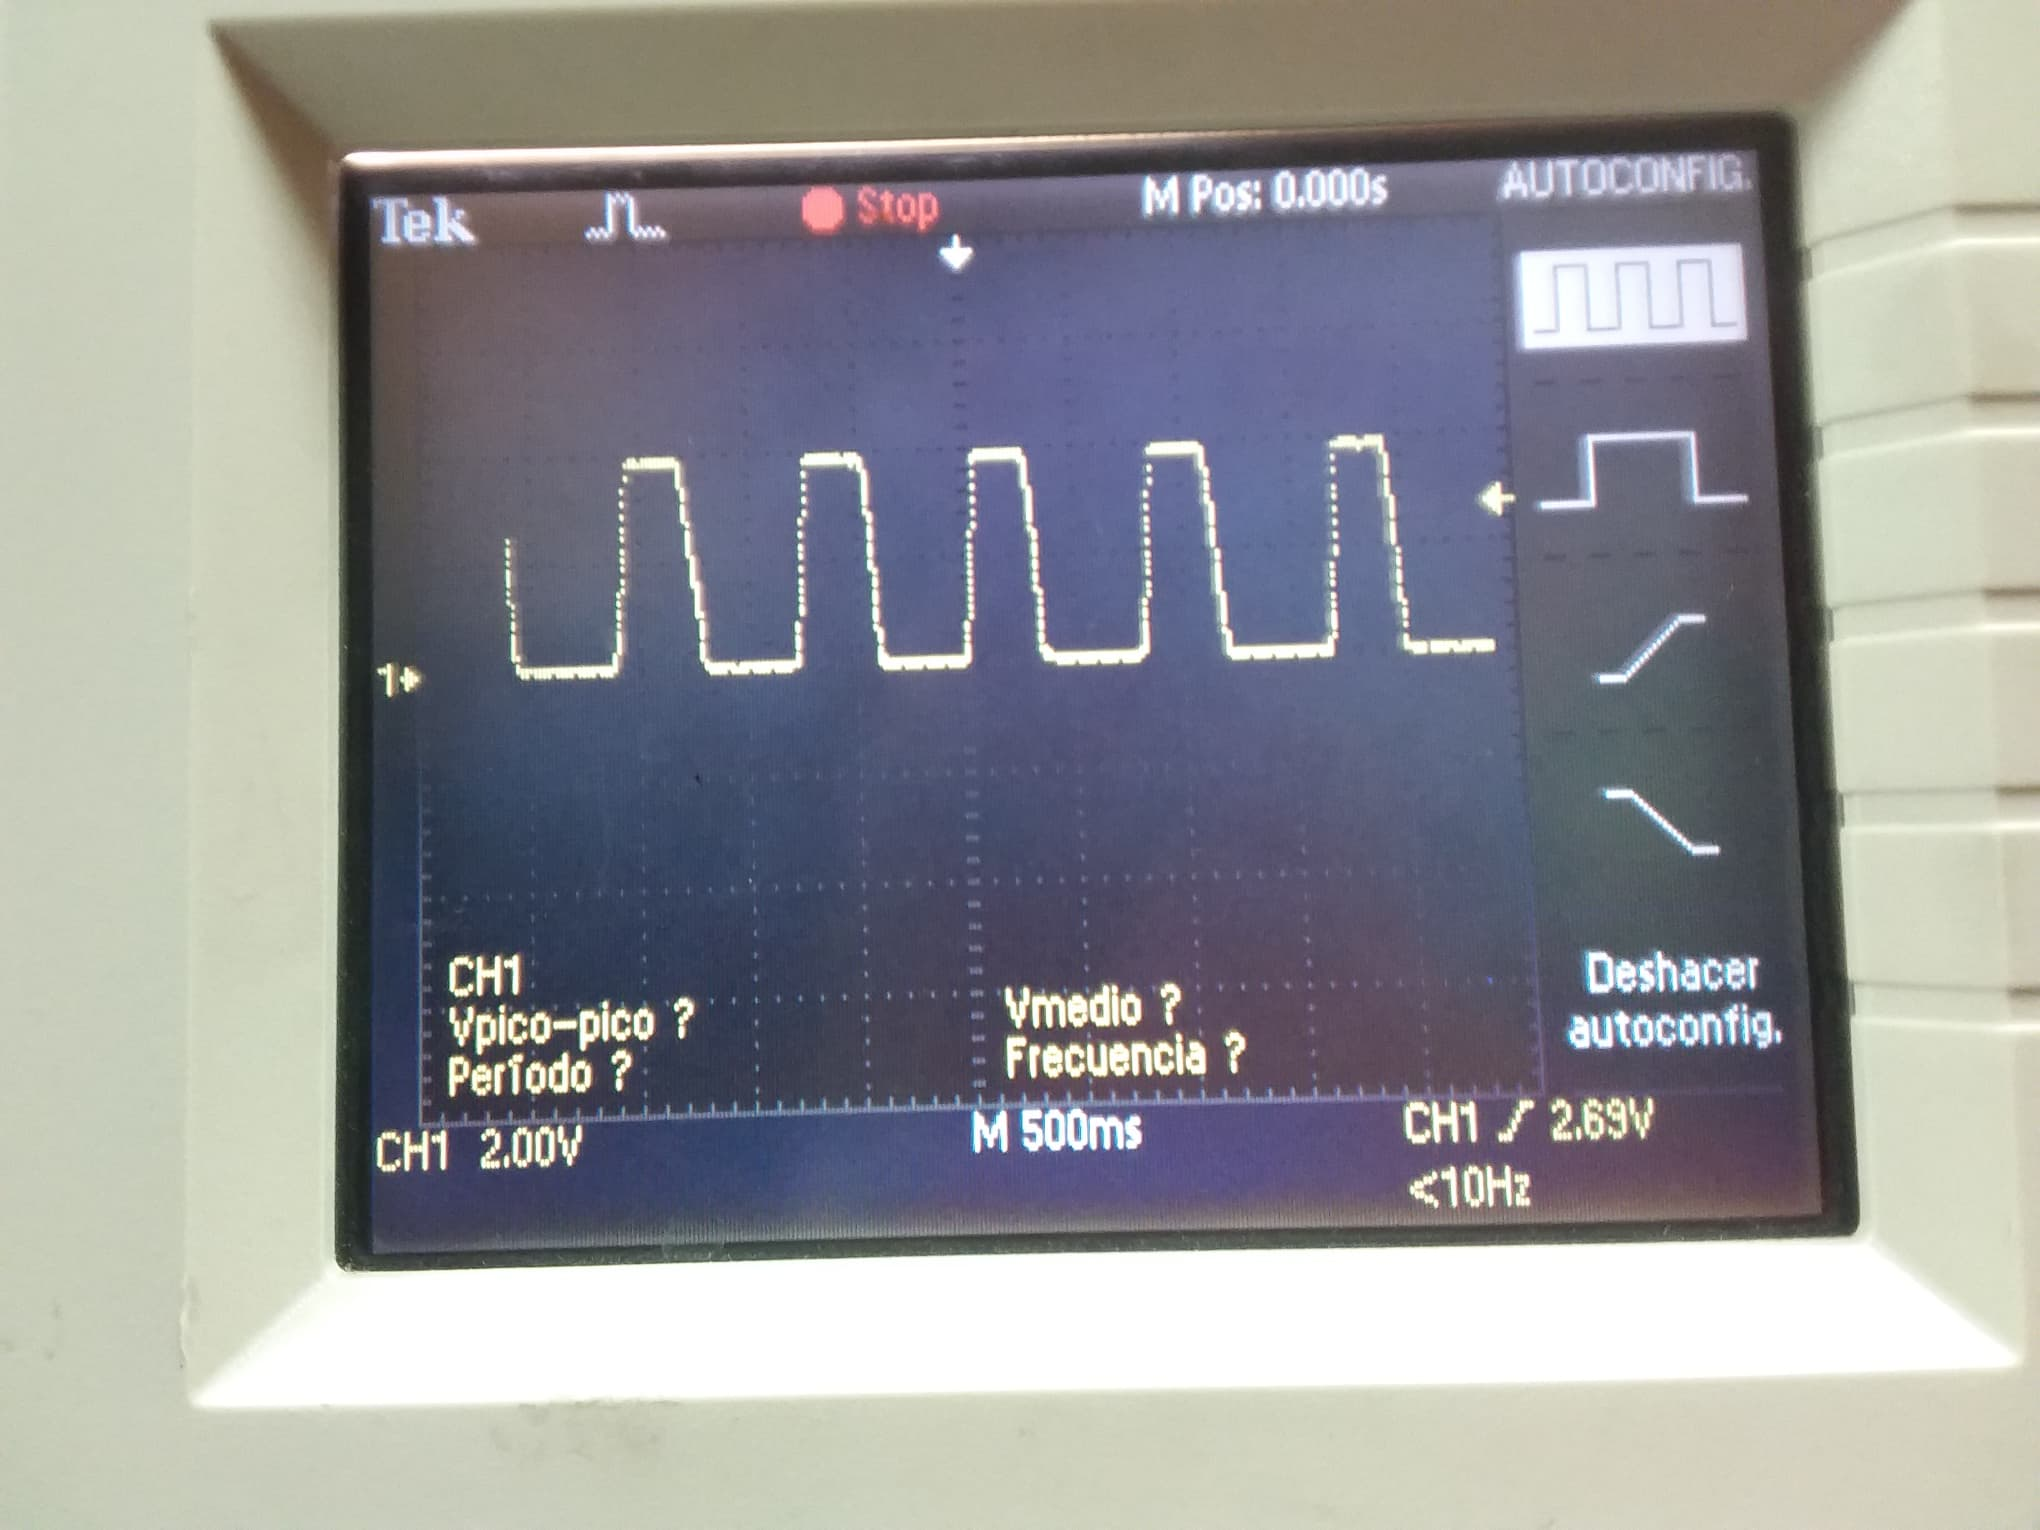 Tek
Stop
M Pos: 0.000s
AUTOCONFIG.
1
CH1
Vpico-pico ?
Período ?
Vmedio ?
Frecuencia ?
Deshacer
autoconfig.
CH1 2.00V
M 500ms
CH1 2.69V
<10Hz